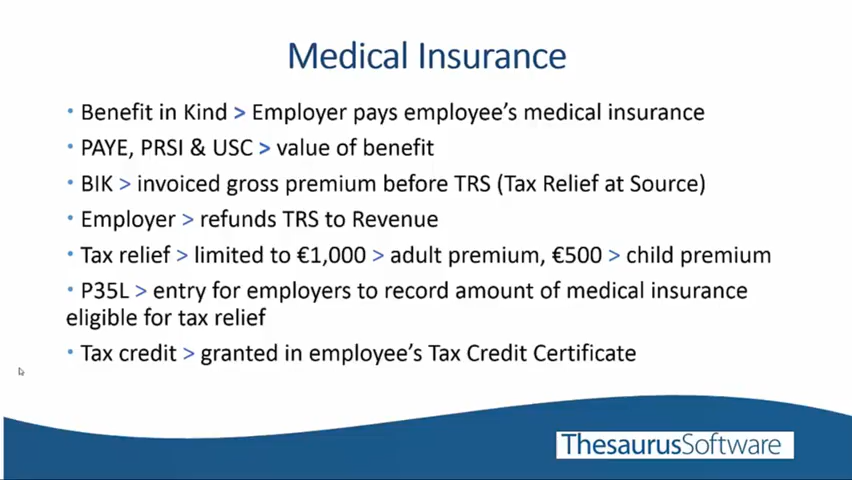 Medical Insurance
• Benefit in Kind > Employer pays employee's medical insurance
• PAYE, PRSI & USC > value of benefit
• BIK > invoiced gross premium before TRS (Tax Relief at Source)
• Employer > refunds TRS to Revenue
• Tax relief > limited to €1,000 > adult premium, €500 > child premium
• P35L > entry for employers to record amount of medical insurance
eligible for tax relief
• Tax credit > granted in employee's Tax Credit Certificate
ThesaurusSoftware